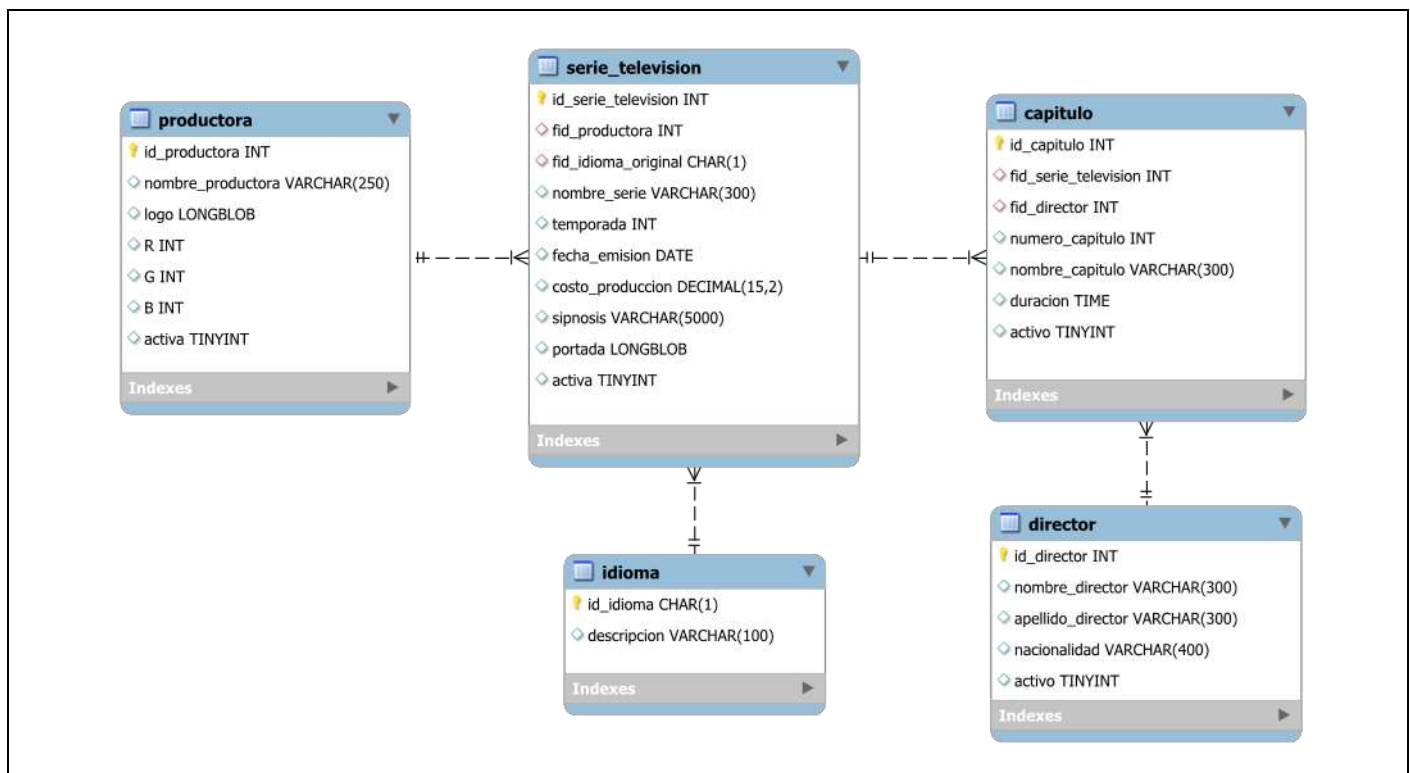 productora
id_productora INT
nombre_productora VARCHAR(250)
logo LONGBLOB
R INT
G INT
B INT
activa TINYINT
Indexes
serie_television
id_serie_television INT
fid_productora INT
fid_idioma_original CHAR(1)
nombre_serie VARCHAR(300)
temporada INT
fecha_emision DATE
costo_produccion DECIMAL(15,2)
sipnosis VARCHAR(5000)
portada LONGBLOB
activa TINYINT
Indexes
capitulo
id_capitulo INT
fid_serie_television INT
fid_director INT
numero_capitulo INT
nombre_capitulo VARCHAR(300)
duracion TIME
activo TINYINT
Indexes
idioma
id_idioma CHAR(1)
descripcion VARCHAR(100)
Indexes
director
id_director INT
nombre_director VARCHAR(300)
apellido_director VARCHAR(300)
nacionalidad VARCHAR(400)
activo TINYINT
Indexes